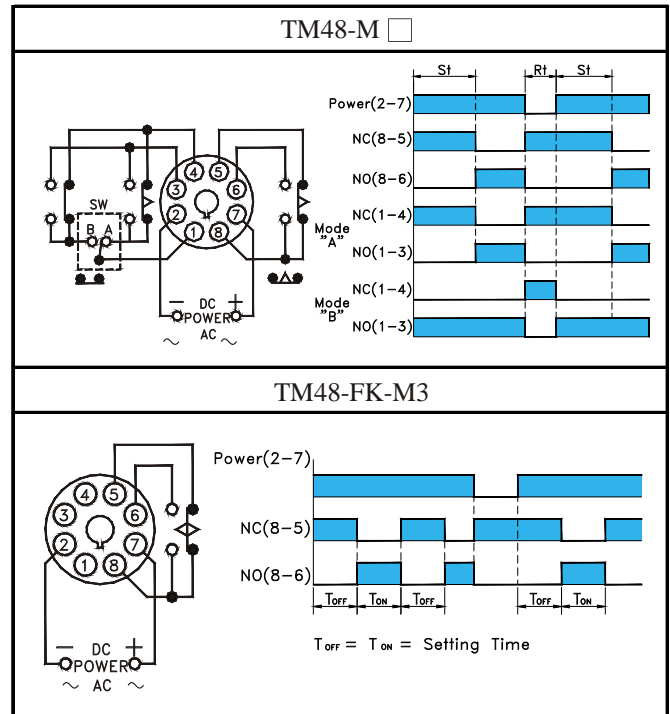 TM48-M □
SW
B A
4 5
3 6
2 7
1 8
− DC +
POWER
∼ AC ∼
St Rt St
Power(2-7)
NC(8-5)
NO(8-6)
Mode "A"
NC(1-4)
NO(1-3)
Mode "B"
NC(1-4)
NO(1-3)
TM48-FK-M3
4 5
3 6
2 7
1 8
− DC +
POWER
∼ AC ∼
Power(2-7)
NC(8-5)
NO(8-6)
TOFF TON TOFF TOFF TON
TOFF = TON = Setting Time